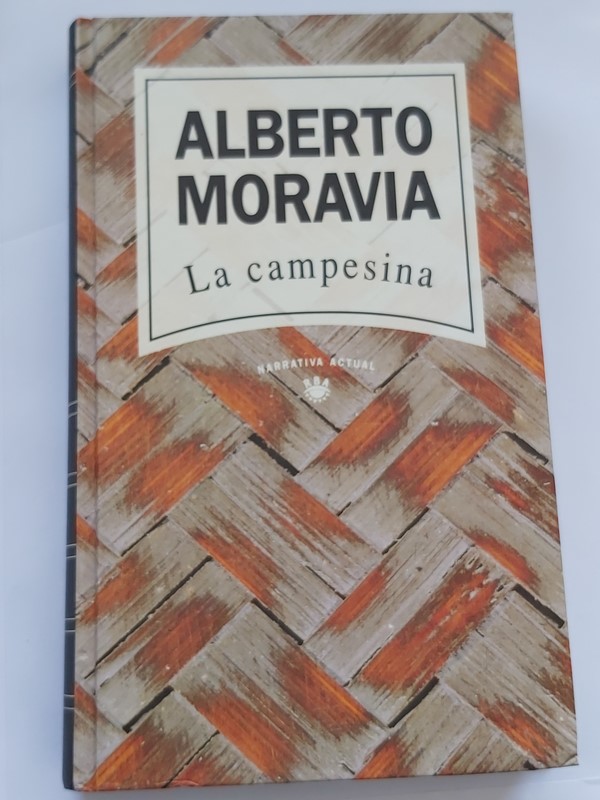 ALBERTO
MORAVIA
La campesina
NARRATIVA ACTUAL
RBA